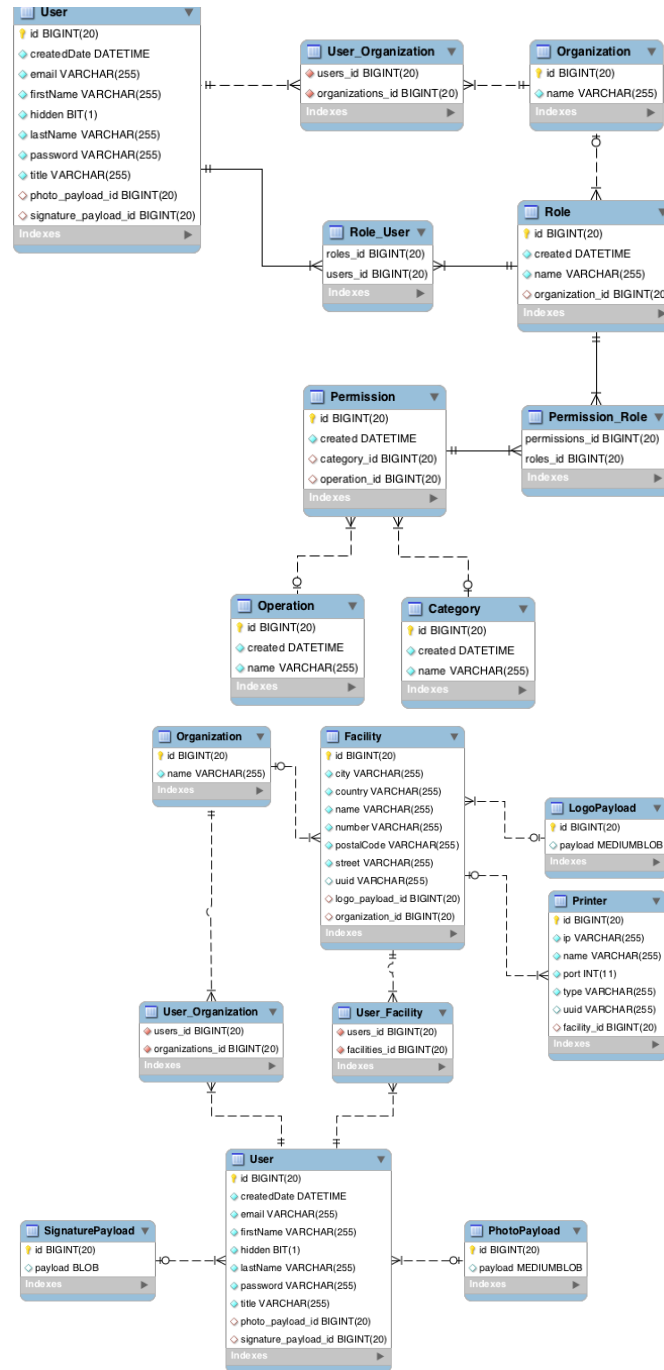 User
id BIGINT(20)
createdDate DATETIME
email VARCHAR(255)
firstName VARCHAR(255)
hidden BIT(1)
lastName VARCHAR(255)
password VARCHAR(255)
title VARCHAR(255)
photo_payload_id BIGINT(20)
signature_payload_id BIGINT(20)
Indexes
User_Organization
users_id BIGINT(20)
organizations_id BIGINT(20)
Indexes
Organization
id BIGINT(20)
name VARCHAR(255)
Indexes
Role_User
roles_id BIGINT(20)
users_id BIGINT(20)
Indexes
Role
id BIGINT(20)
created DATETIME
name VARCHAR(255)
organization_id BIGINT(20
Indexes
Permission
id BIGINT(20)
created DATETIME
category_id BIGINT(20)
operation_id BIGINT(20)
Indexes
Permission_Role
permissions_id BIGINT(20)
roles_id BIGINT(20)
Indexes
Operation
id BIGINT(20)
created DATETIME
name VARCHAR(255)
Indexes
Category
id BIGINT(20)
created DATETIME
name VARCHAR(255)
Indexes
Organization
id BIGINT(20)
name VARCHAR(255)
Indexes
Facility
id BIGINT(20)
city VARCHAR(255)
country VARCHAR(255)
name VARCHAR(255)
number VARCHAR(255)
postalCode VARCHAR(255)
street VARCHAR(255)
uuid VARCHAR(255)
logo_payload_id BIGINT(20)
organization_id BIGINT(20)
Indexes
LogoPayload
id BIGINT(20)
payload MEDIUMBLOB
Indexes
Printer
id BIGINT(20)
ip VARCHAR(255)
name VARCHAR(255)
port INT(11)
type VARCHAR(255)
uuid VARCHAR(255)
facility_id BIGINT(20)
Indexes
User_Organization
users_id BIGINT(20)
organizations_id BIGINT(20)
Indexes
User_Facility
users_id BIGINT(20)
facilities_id BIGINT(20)
Indexes
User
id BIGINT(20)
createdDate DATETIME
email VARCHAR(255)
firstName VARCHAR(255)
hidden BIT(1)
lastName VARCHAR(255)
password VARCHAR(255)
title VARCHAR(255)
photo_payload_id BIGINT(20)
signature_payload_id BIGINT(20)
SignaturePayload
id BIGINT(20)
payload BLOB
Indexes
PhotoPayload
id BIGINT(20)
payload MEDIUMBLOB
Indexes